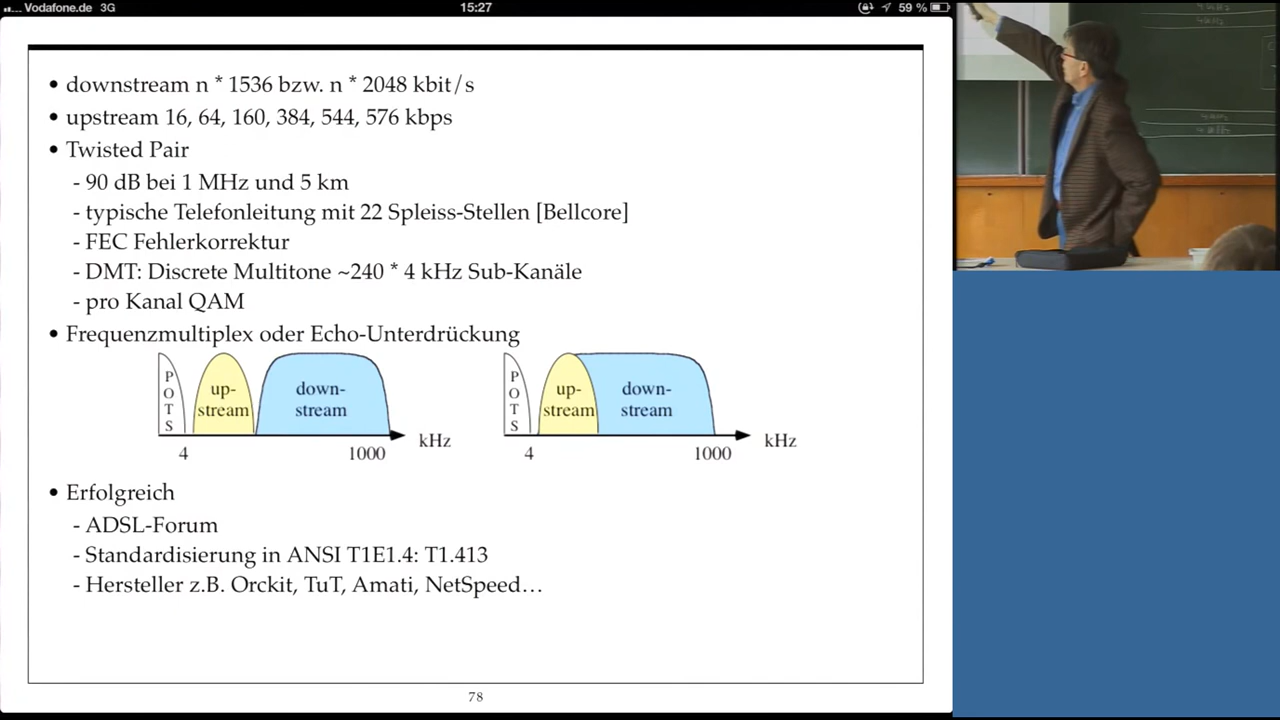 Vodafone.de 3G 15:27 59 %
• downstream n * 1536 bzw. n * 2048 kbit/s
• upstream 16, 64, 160, 384, 544, 576 kbps
• Twisted Pair
- 90 dB bei 1 MHz und 5 km
- typische Telefonleitung mit 22 Spleiss-Stellen [Bellcore]
- FEC Fehlerkorrektur
- DMT: Discrete Multitone ~240 * 4 kHz Sub-Kanäle
- pro Kanal QAM
• Frequenzmultiplex oder Echo-Unterdrückung
POTS
up-
stream
down-
stream
kHz
4 1000
POTS
up-
stream
down-
stream
kHz
4 1000
• Erfolgreich
- ADSL-Forum
- Standardisierung in ANSI T1E1.4: T1.413
- Hersteller z.B. Orckit, TuT, Amati, NetSpeed…
78